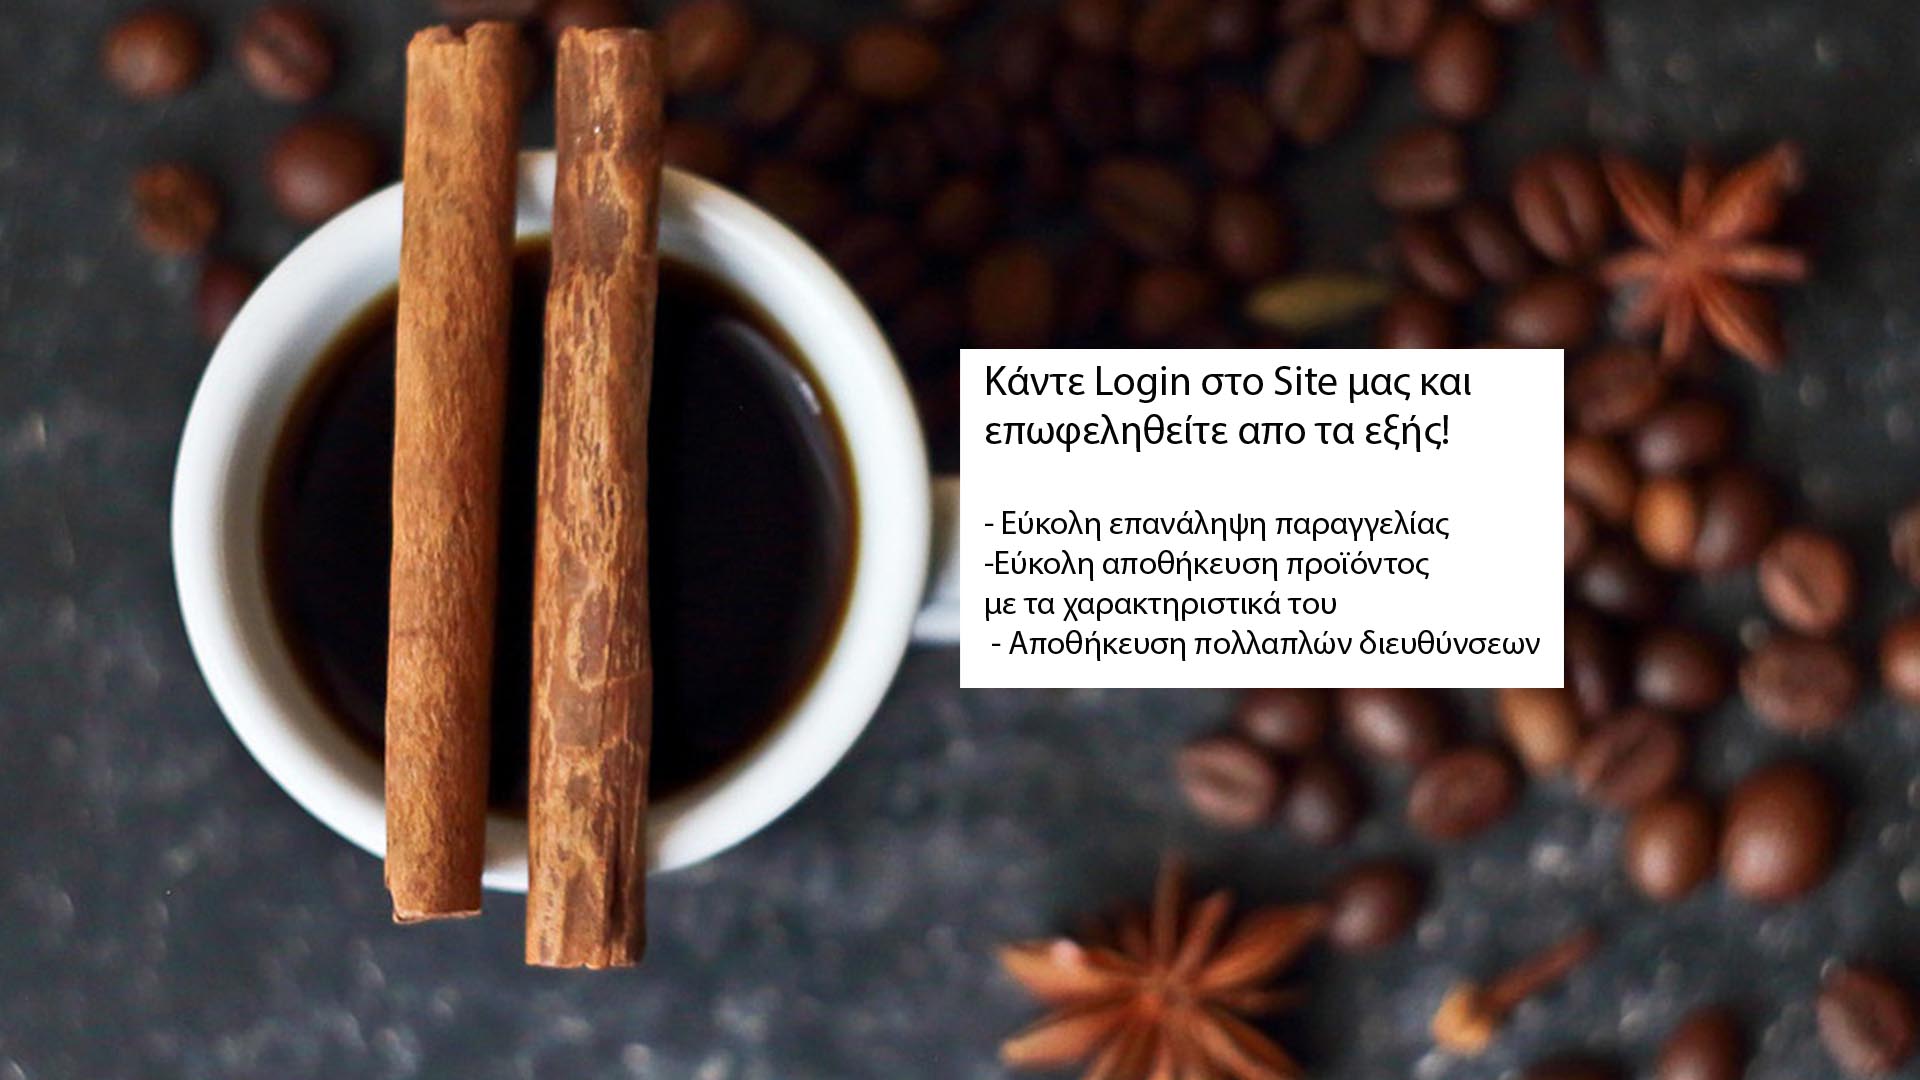 Κάντε Login στο Site μας και
επωφεληθείτε απο τα εξής!
- Εύκολη επανάληψη παραγγελίας
-Εύκολη αποθήκευση προϊόντος
με τα χαρακτηριστικά του
- Αποθήκευση πολλαπλών διευθύνσεων